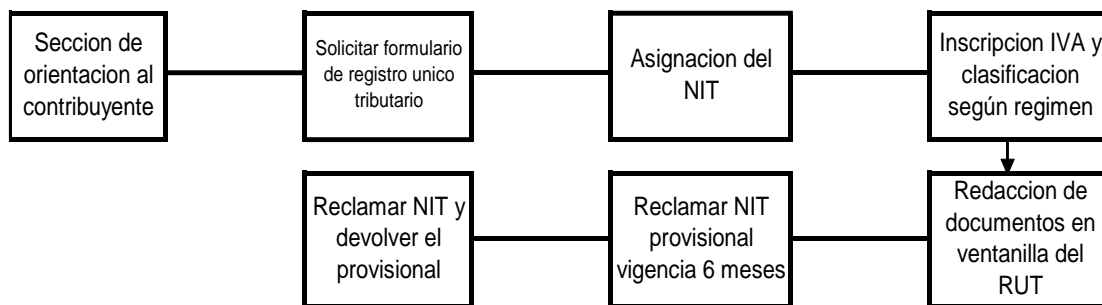 Seccion de
orientacion al
contribuyente
Solicitar formulario
de registro unico
tributario
Asignacion del
NIT
Inscripcion IVA y
clasificacion
según regimen
Redaccion de
documentos en
ventanilla del
RUT
Reclamar NIT
provisional
vigencia 6 meses
Reclamar NIT y
devolver el
provisional